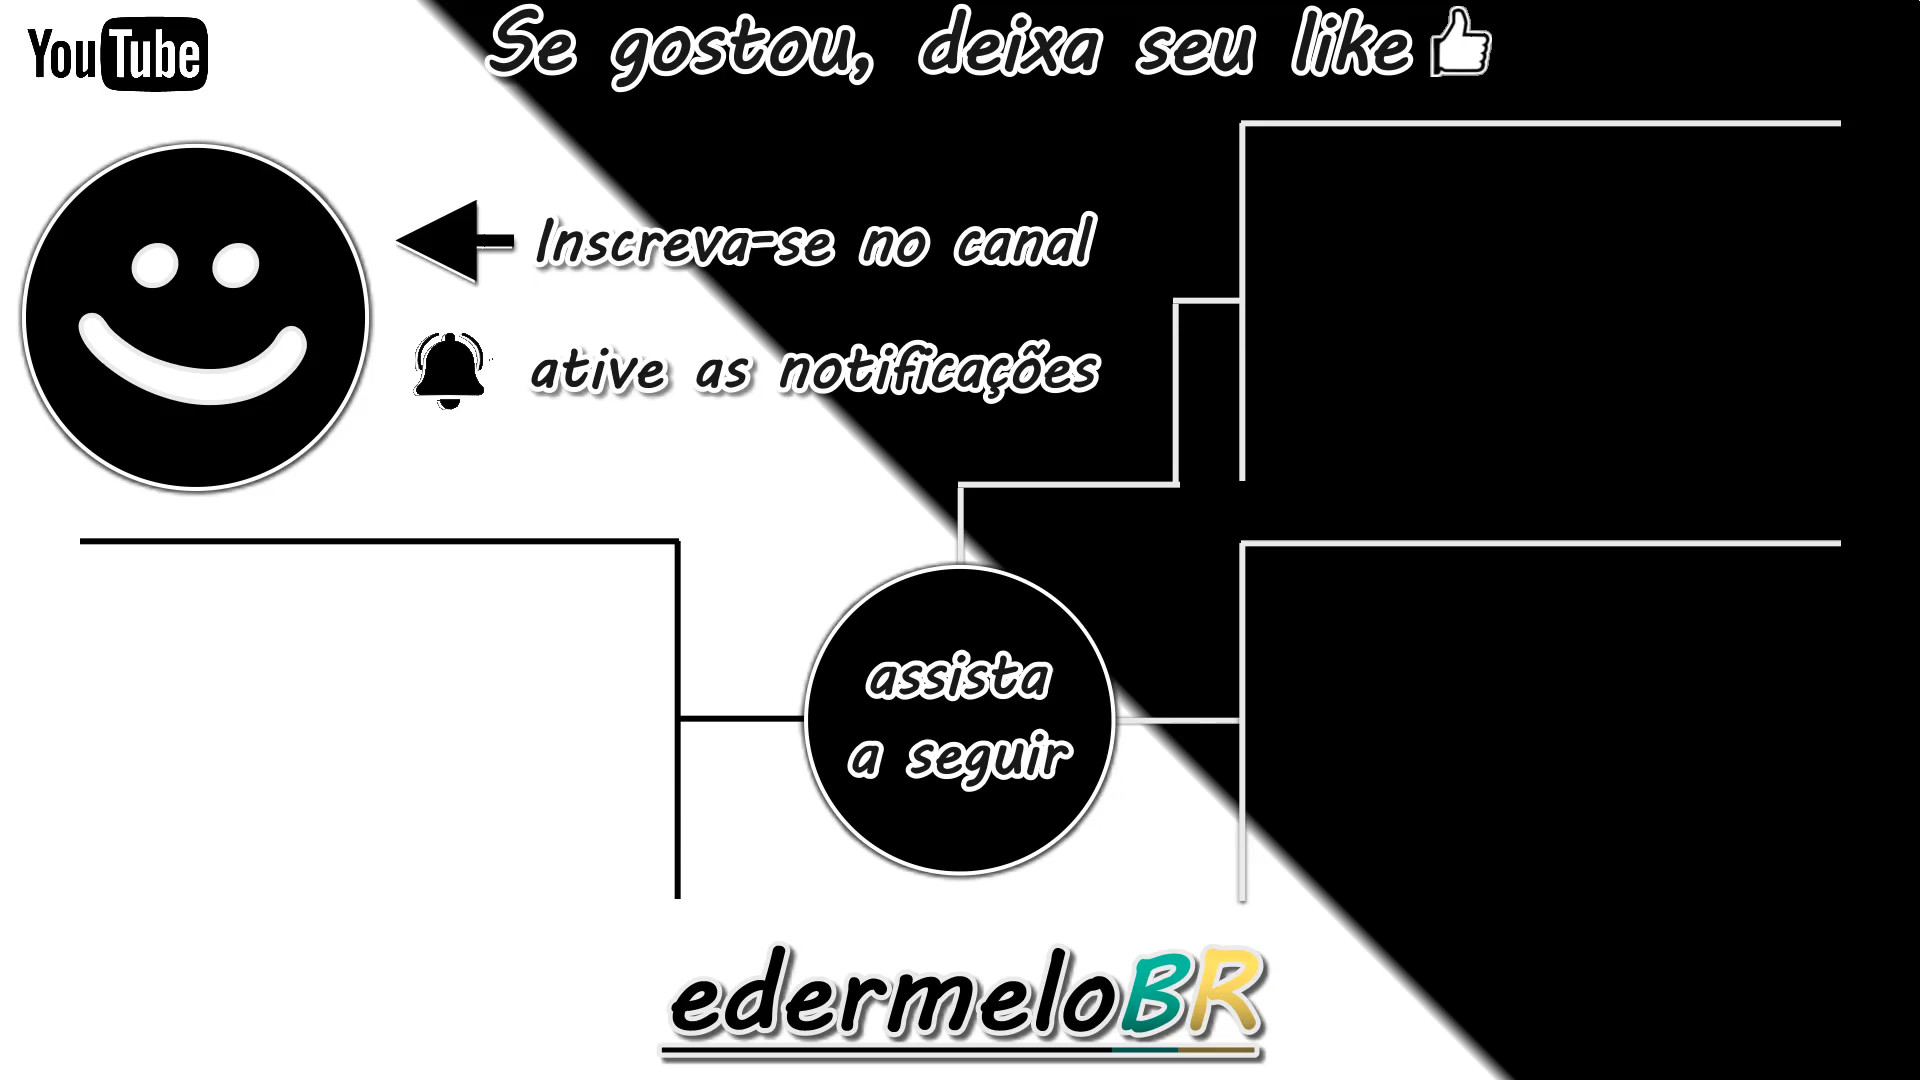 YouTube
Se gostou, deixa seu like
Inscreva-se no canal
ative as notificações
assista
a seguir
edermeloBR